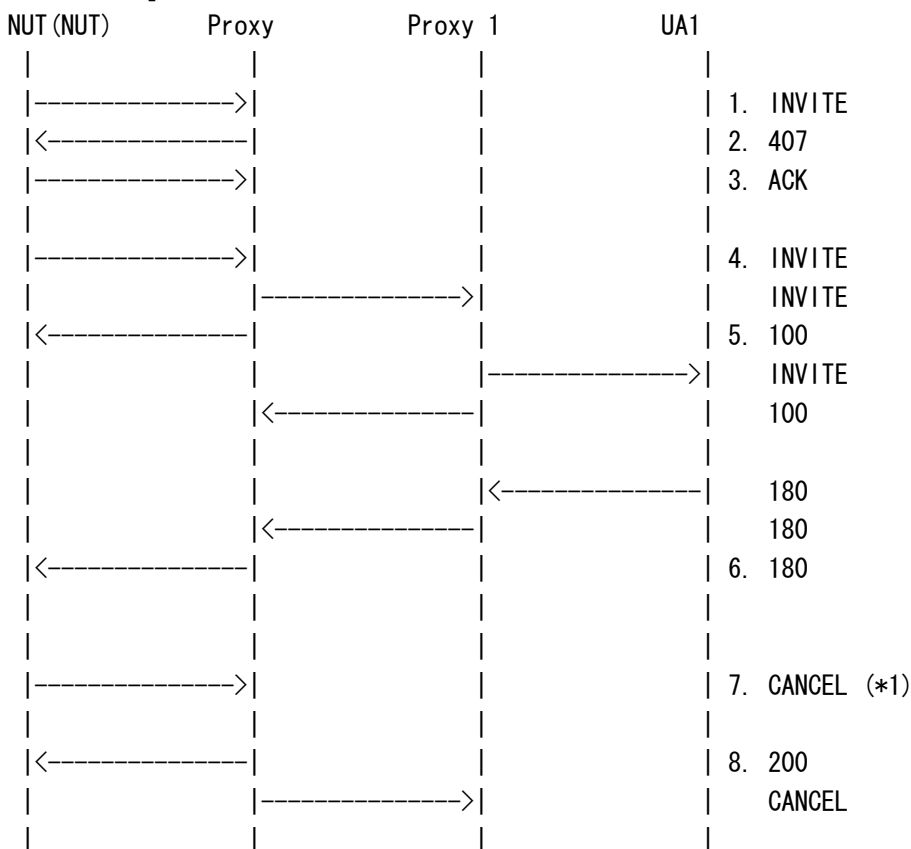 NUT(NUT) Proxy Proxy 1 UA1
| | | |
|--------------->| | | 1. INVITE
|<---------------| | | 2. 407
|--------------->| | | 3. ACK
| | | |
|--------------->| | | 4. INVITE
| |--------------->| | INVITE
|<---------------| | | 5. 100
| | |--------------->| INVITE
| |<---------------| | 100
| | | |
| | |<---------------| 180
| |<---------------| | 180
|<---------------| | | 6. 180
| | | |
| | | |
|--------------->| | | 7. CANCEL (*1)
| | | |
|<---------------| | | 8. 200
| |--------------->| | CANCEL
| | | |